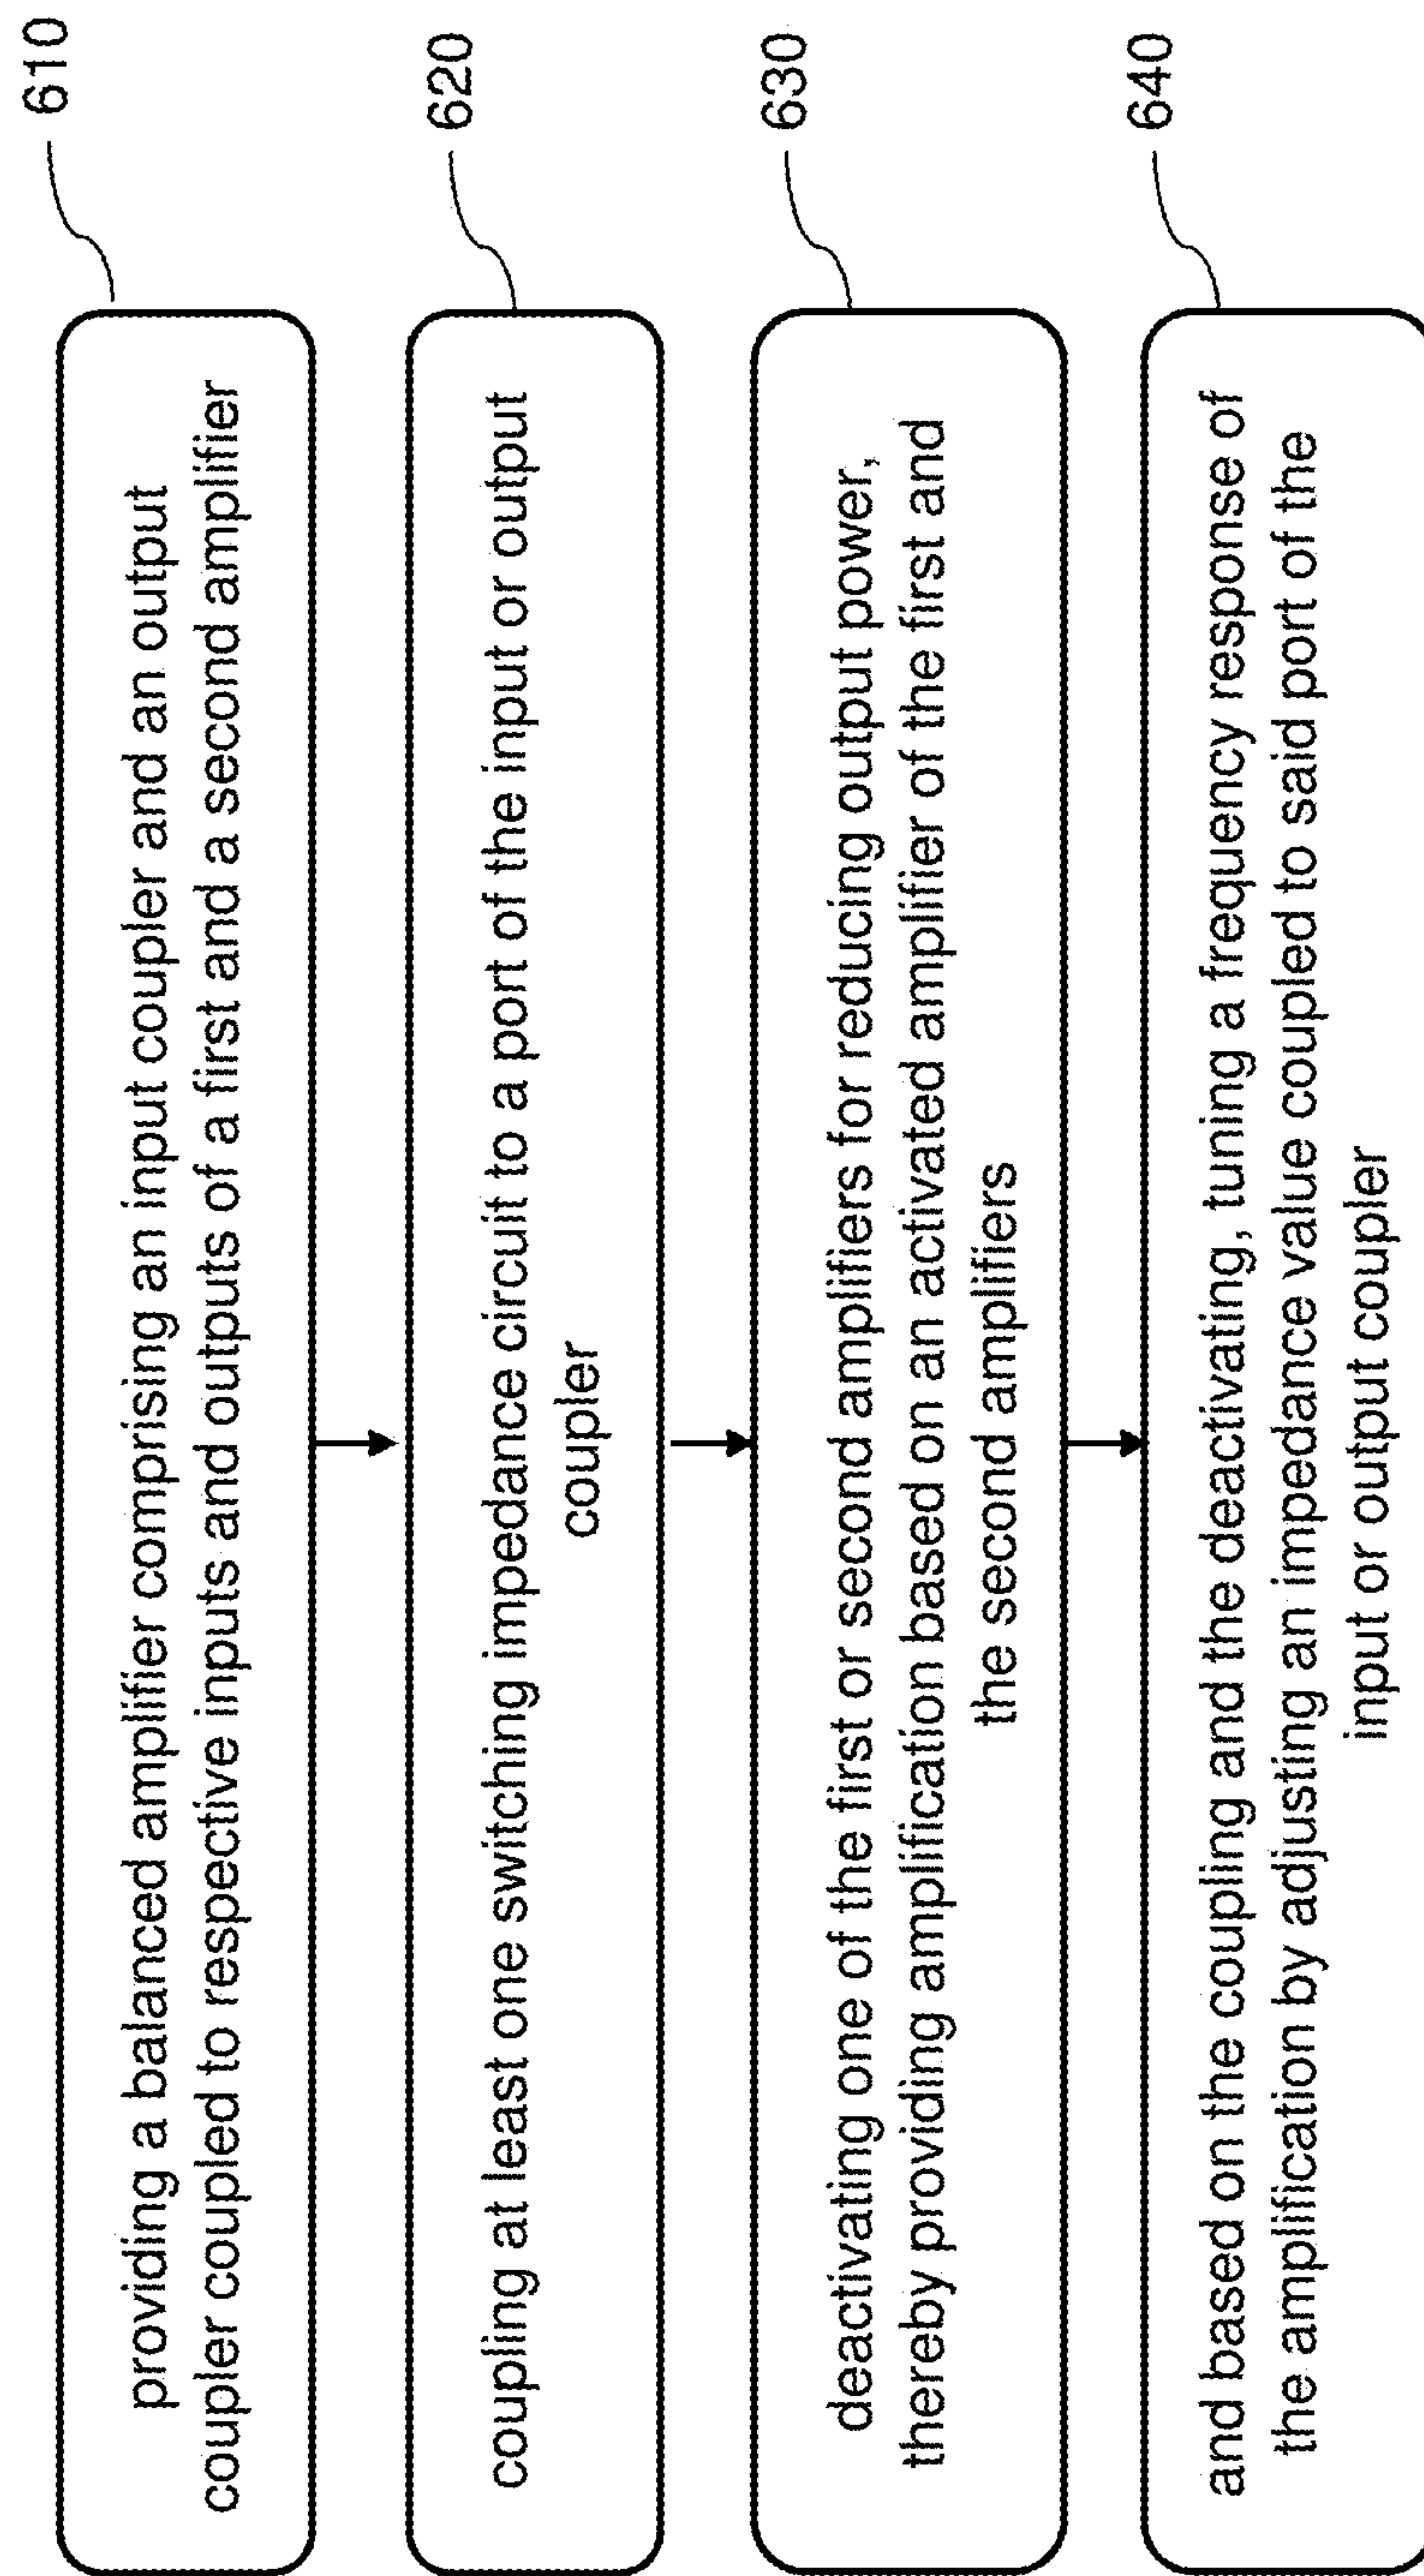 610
providing a balanced amplifier comprising an input coupler and an output
coupler coupled to respective inputs and outputs of a first and a second amplifier
620
coupling at least one switching impedance circuit to a port of the input or output
coupler
630
deactivating one of the first or second amplifiers for reducing output power,
thereby providing amplification based on an activated amplifier of the first and
the second amplifiers
640
and based on the coupling and the deactivating, tuning a frequency response of
the amplification by adjusting an impedance value coupled to said port of the
input or output coupler